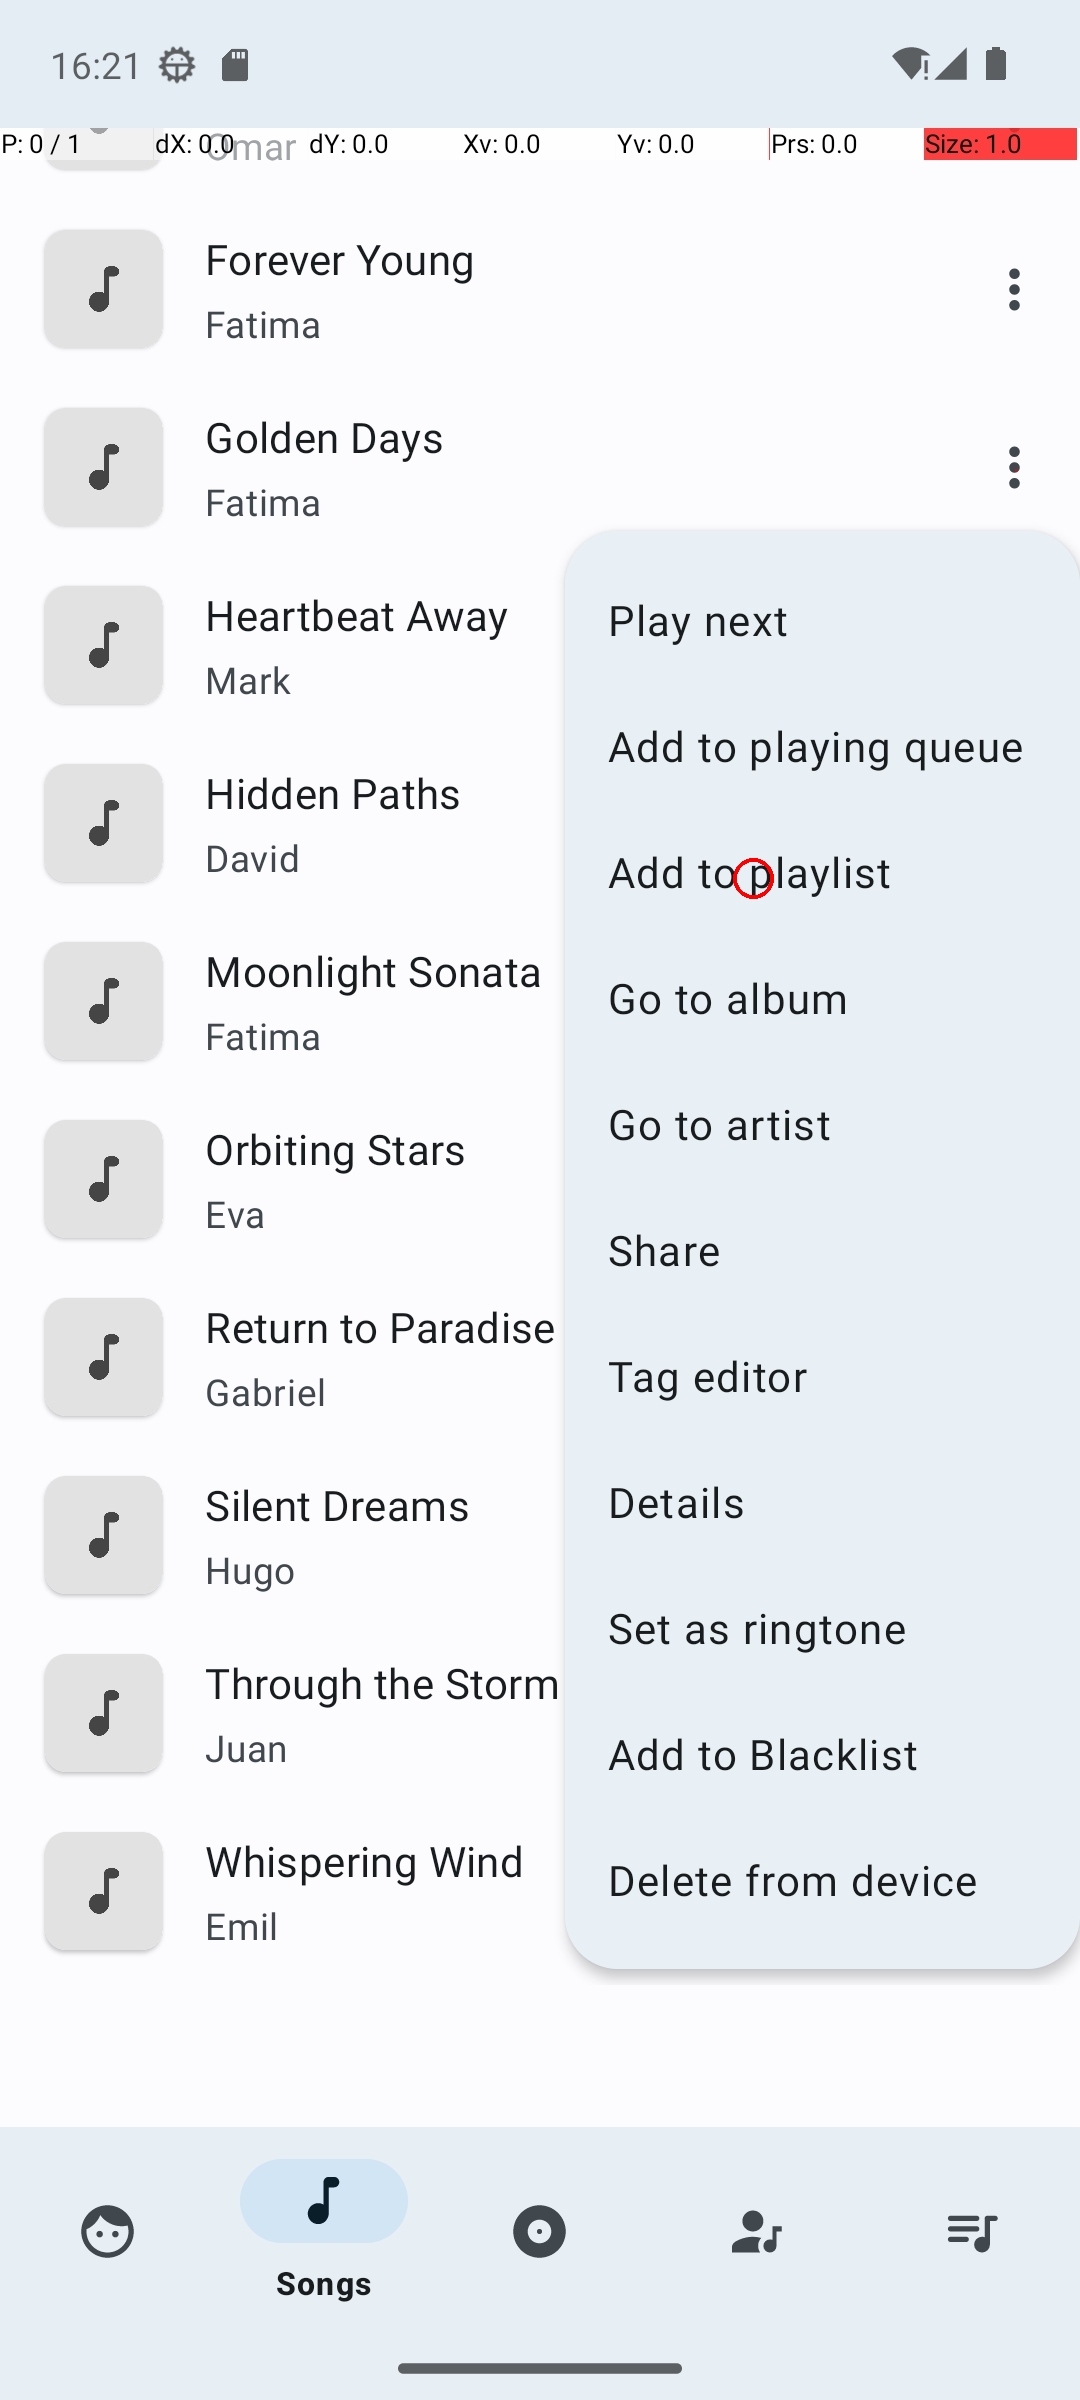 16:21
P: 0 / 1 dX: 0.0 dY: 0.0 Xv: 0.0 Yv: 0.0 Prs: 0.0 Size: 1.0
Omar
Forever Young
Fatima
Golden Days
Fatima
Heartbeat Away
Mark
Hidden Paths
David
Moonlight Sonata
Fatima
Orbiting Stars
Eva
Return to Paradise
Gabriel
Silent Dreams
Hugo
Through the Storm
Juan
Whispering Wind
Emil
Play next
Add to playing queue
Add to playlist
Go to album
Go to artist
Share
Tag editor
Details
Set as ringtone
Add to Blacklist
Delete from device
Songs